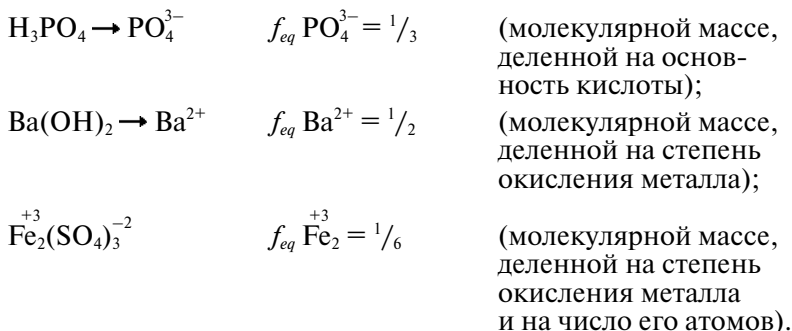 H₃PO₄ → PO₄³⁻ f_eq PO₄³⁻ = ¹/₃ (молекулярной массе,
деленной на основ-
ность кислоты);
Ba(OH)₂ → Ba²⁺ f_eq Ba²⁺ = ¹/₂ (молекулярной массе,
деленной на степень
окисления металла);
+3 +3
Fe₂(SO₄)₃⁻² f_eq Fe₂ = ¹/₆ (молекулярной массе,
деленной на степень
окисления металла
и на число его атомов).